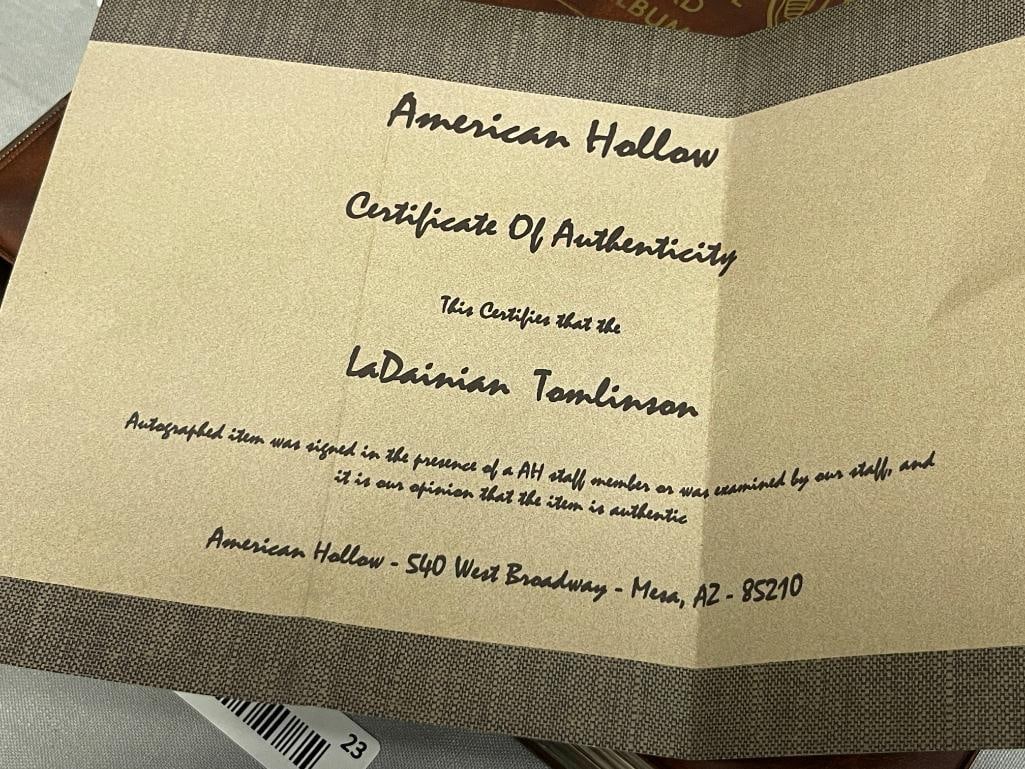 ALBUM
American Hollow
Certificate Of Authenticity
This Certifies that the
LaDainian Tomlinson
Autographed item was signed in the presence of a AH staff member or was examined by our staff, and
it is our opinion that the item is authentic
American Hollow - 540 West Broadway - Mesa, AZ - 85210
23